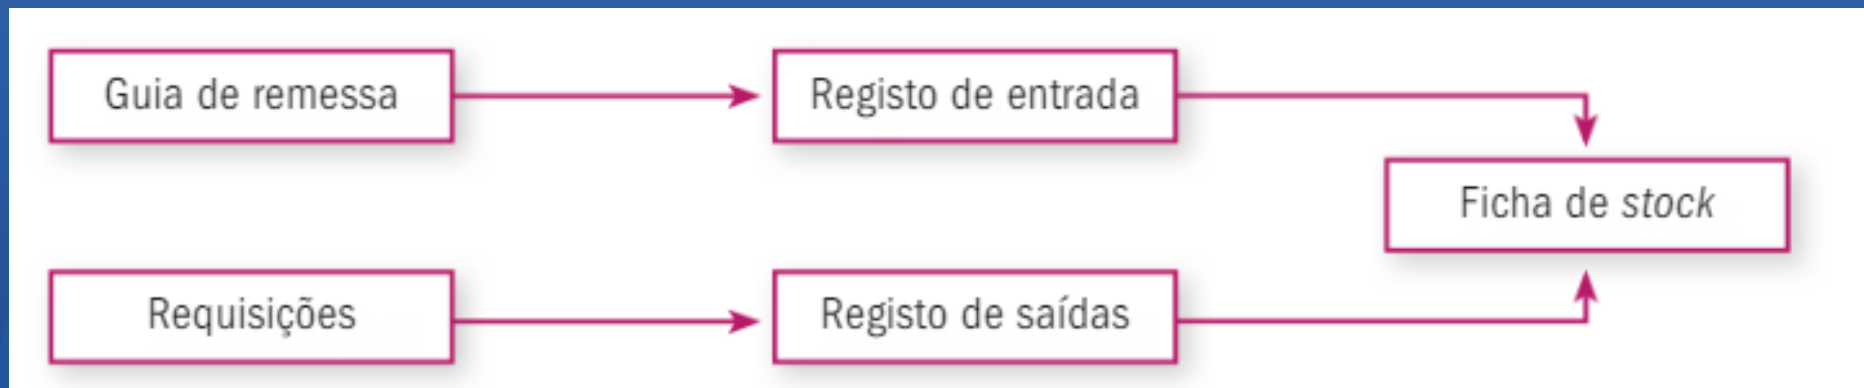 Guia de remessa
Registo de entrada
Ficha de stock
Requisições
Registo de saídas